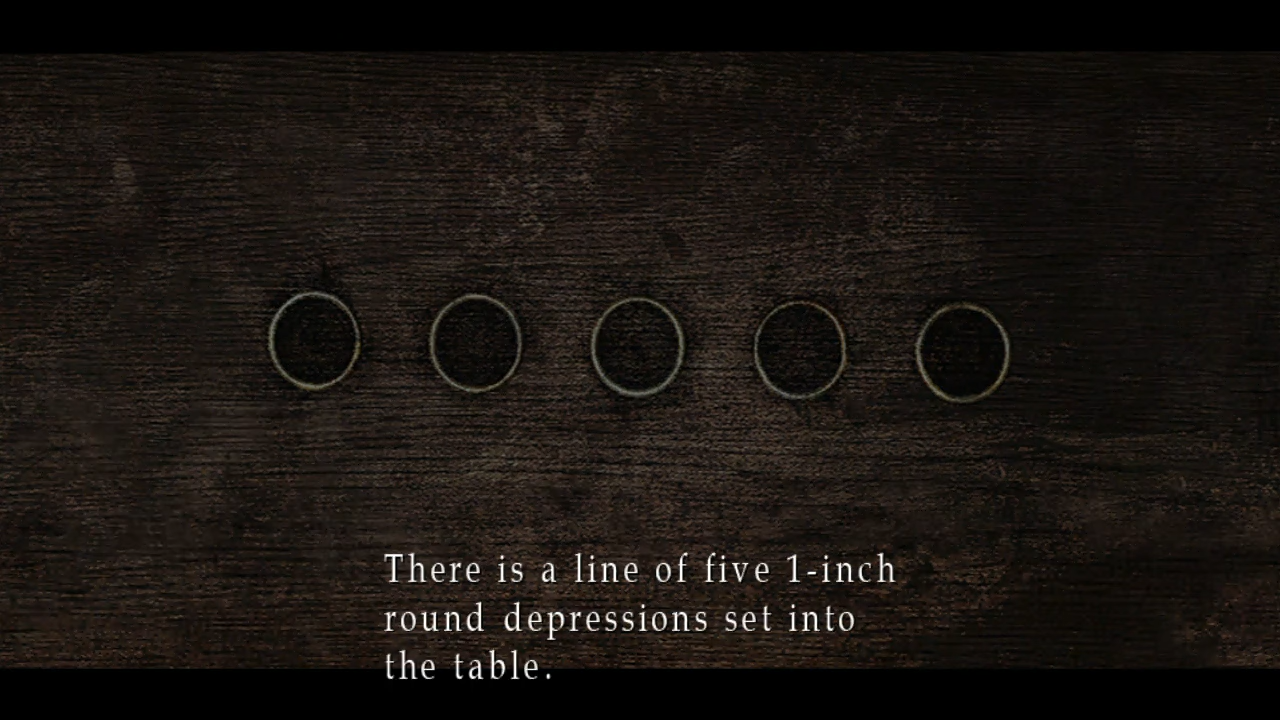 There is a line of five 1-inch
round depressions set into
the table.